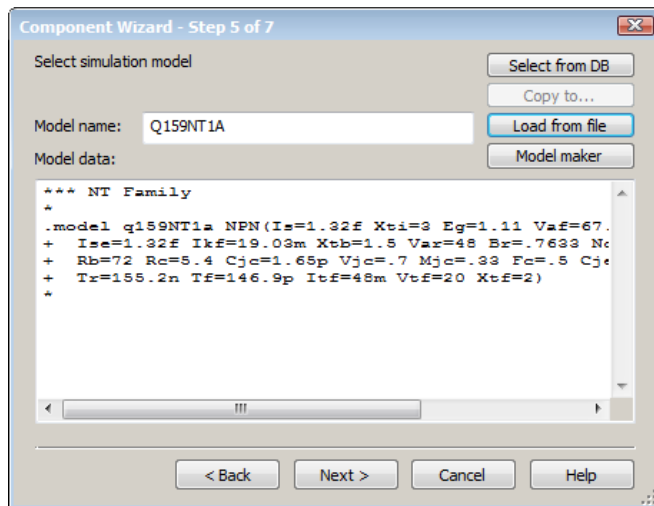 Component Wizard - Step 5 of 7
Select simulation model
Select from DB
Copy to...
Model name: Q159NT1A
Load from file
Model data:
Model maker
*** NT Family
*
.model q159NT1a NPN(Is=1.32f Xti=3 Eg=1.11 Vaf=67.
+ Ise=1.32f Ikf=19.03m Xtb=1.5 Var=48 Br=.7633
+ Rb=72 Rc=5.4 Cjc=1.65p Vjc=.7 Mjc=.33 Fc=.5 Cje
+ Tr=155.2n Tf=146.9p Itf=48m Vtf=20 Xtf=2)
*
< Back Next > Cancel Help